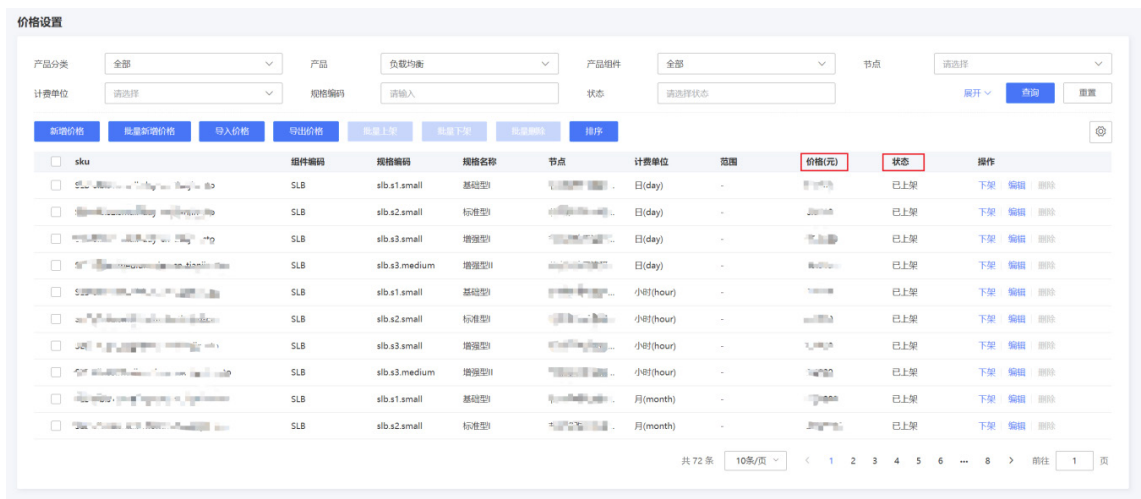 价格设置
产品分类 全部 产品 负载均衡 产品组件 全部 节点 请选择
计费单位 请选择 规格编码 请输入 状态 请选择状态 展开 查询 重置
新增价格 批量新增价格 导入价格 导出价格 批量上架 批量下架 批量删除 排序
sku 组件编码 规格编码 规格名称 节点 计费单位 范围 价格(元) 状态 操作
SLB slb.s1.small 基础型I 日(day) - 已上架 下架 编辑 删除
SLB slb.s2.small 标准型I 日(day) - 已上架 下架 编辑 删除
SLB slb.s3.small 增强型I 日(day) - 已上架 下架 编辑 删除
SLB slb.s3.medium 增强型II 日(day) - 已上架 下架 编辑 删除
SLB slb.s1.small 基础型I 小时(hour) - 已上架 下架 编辑 删除
SLB slb.s2.small 标准型I 小时(hour) - 已上架 下架 编辑 删除
SLB slb.s3.small 增强型I 小时(hour) - 已上架 下架 编辑 删除
SLB slb.s3.medium 增强型II 小时(hour) - 已上架 下架 编辑 删除
SLB slb.s1.small 基础型I 月(month) - 已上架 下架 编辑 删除
SLB slb.s2.small 标准型I 月(month) - 已上架 下架 编辑 删除
共 72 条 10条/页 < 1 2 3 4 5 6 ... 8 > 前往 1 页